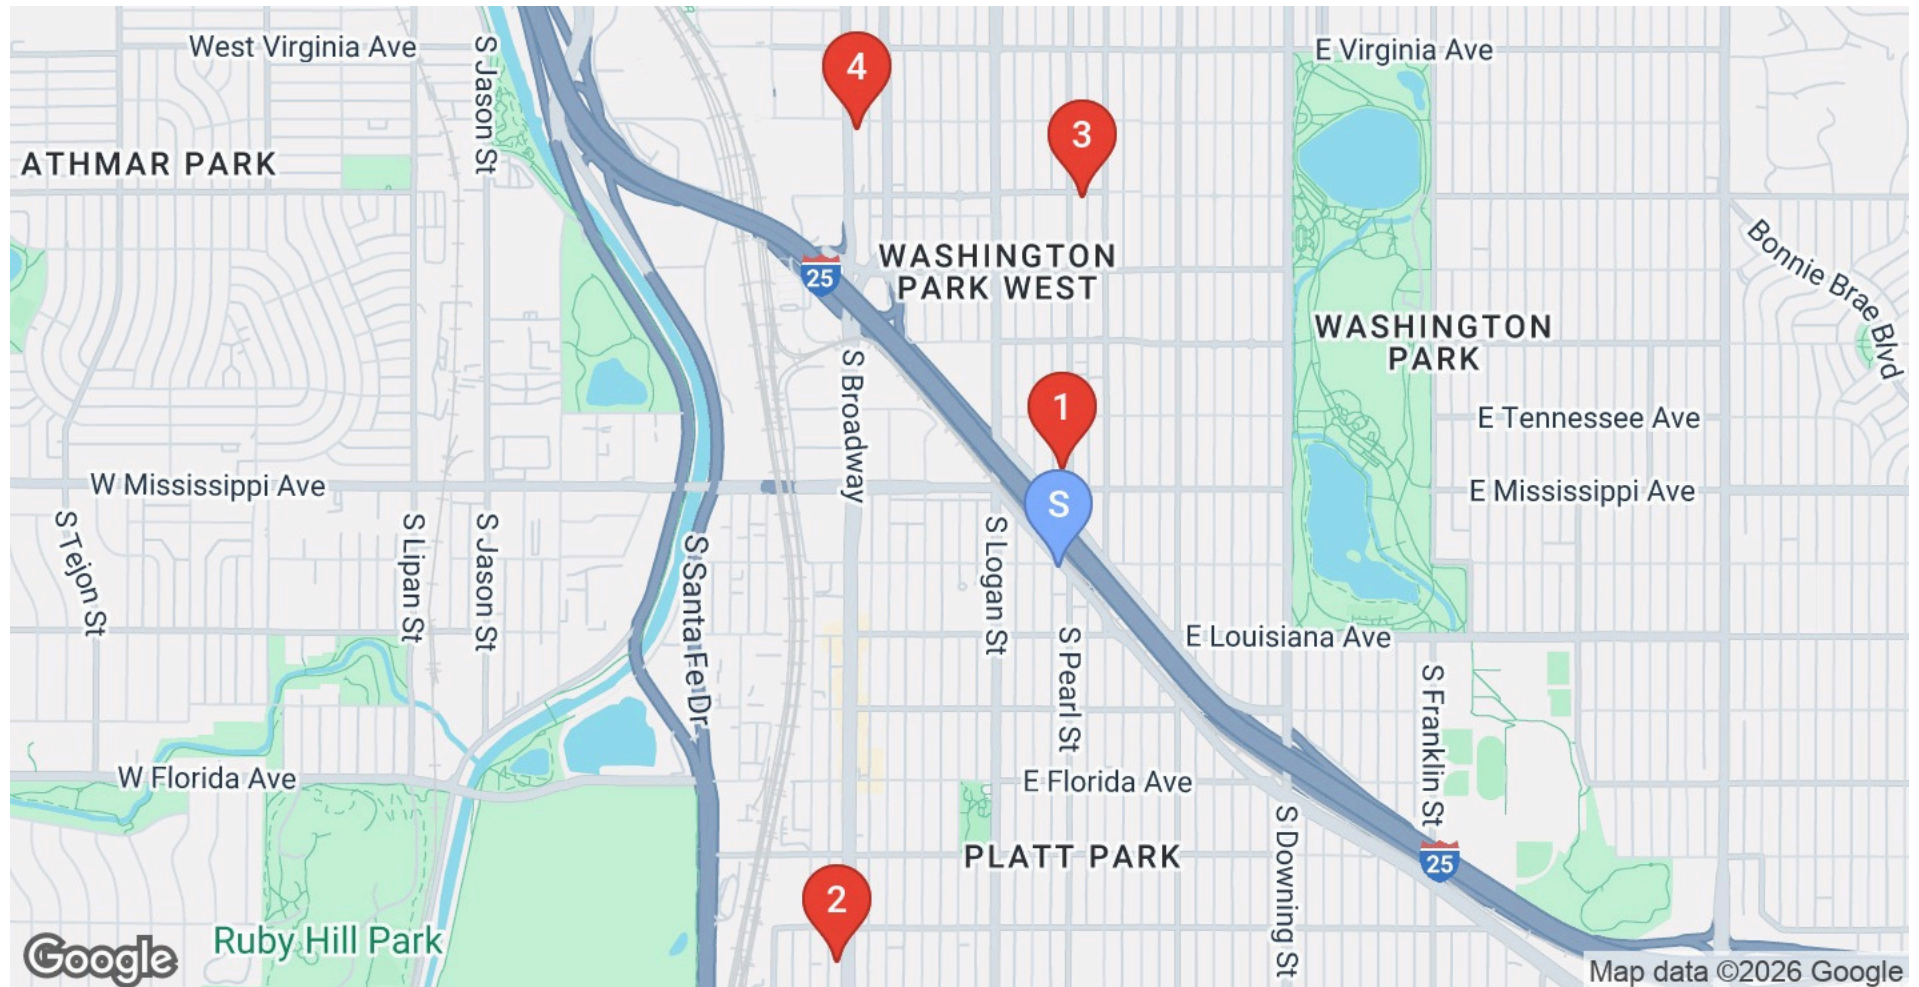 West Virginia Ave
S Jason St
4
E Virginia Ave
3
ATHMAR PARK
WASHINGTON
PARK WEST
25
Bonnie Brae Blvd
WASHINGTON
PARK
S Broadway
1
E Tennessee Ave
W Mississippi Ave
S
E Mississippi Ave
S Tejon St
S Lipan St
S Jason St
S Santa Fe Dr
S Logan St
S Pearl St
E Louisiana Ave
S Franklin St
W Florida Ave
E Florida Ave
S Downing St
PLATT PARK
25
2
Ruby Hill Park
Google
Map data ©2026 Google